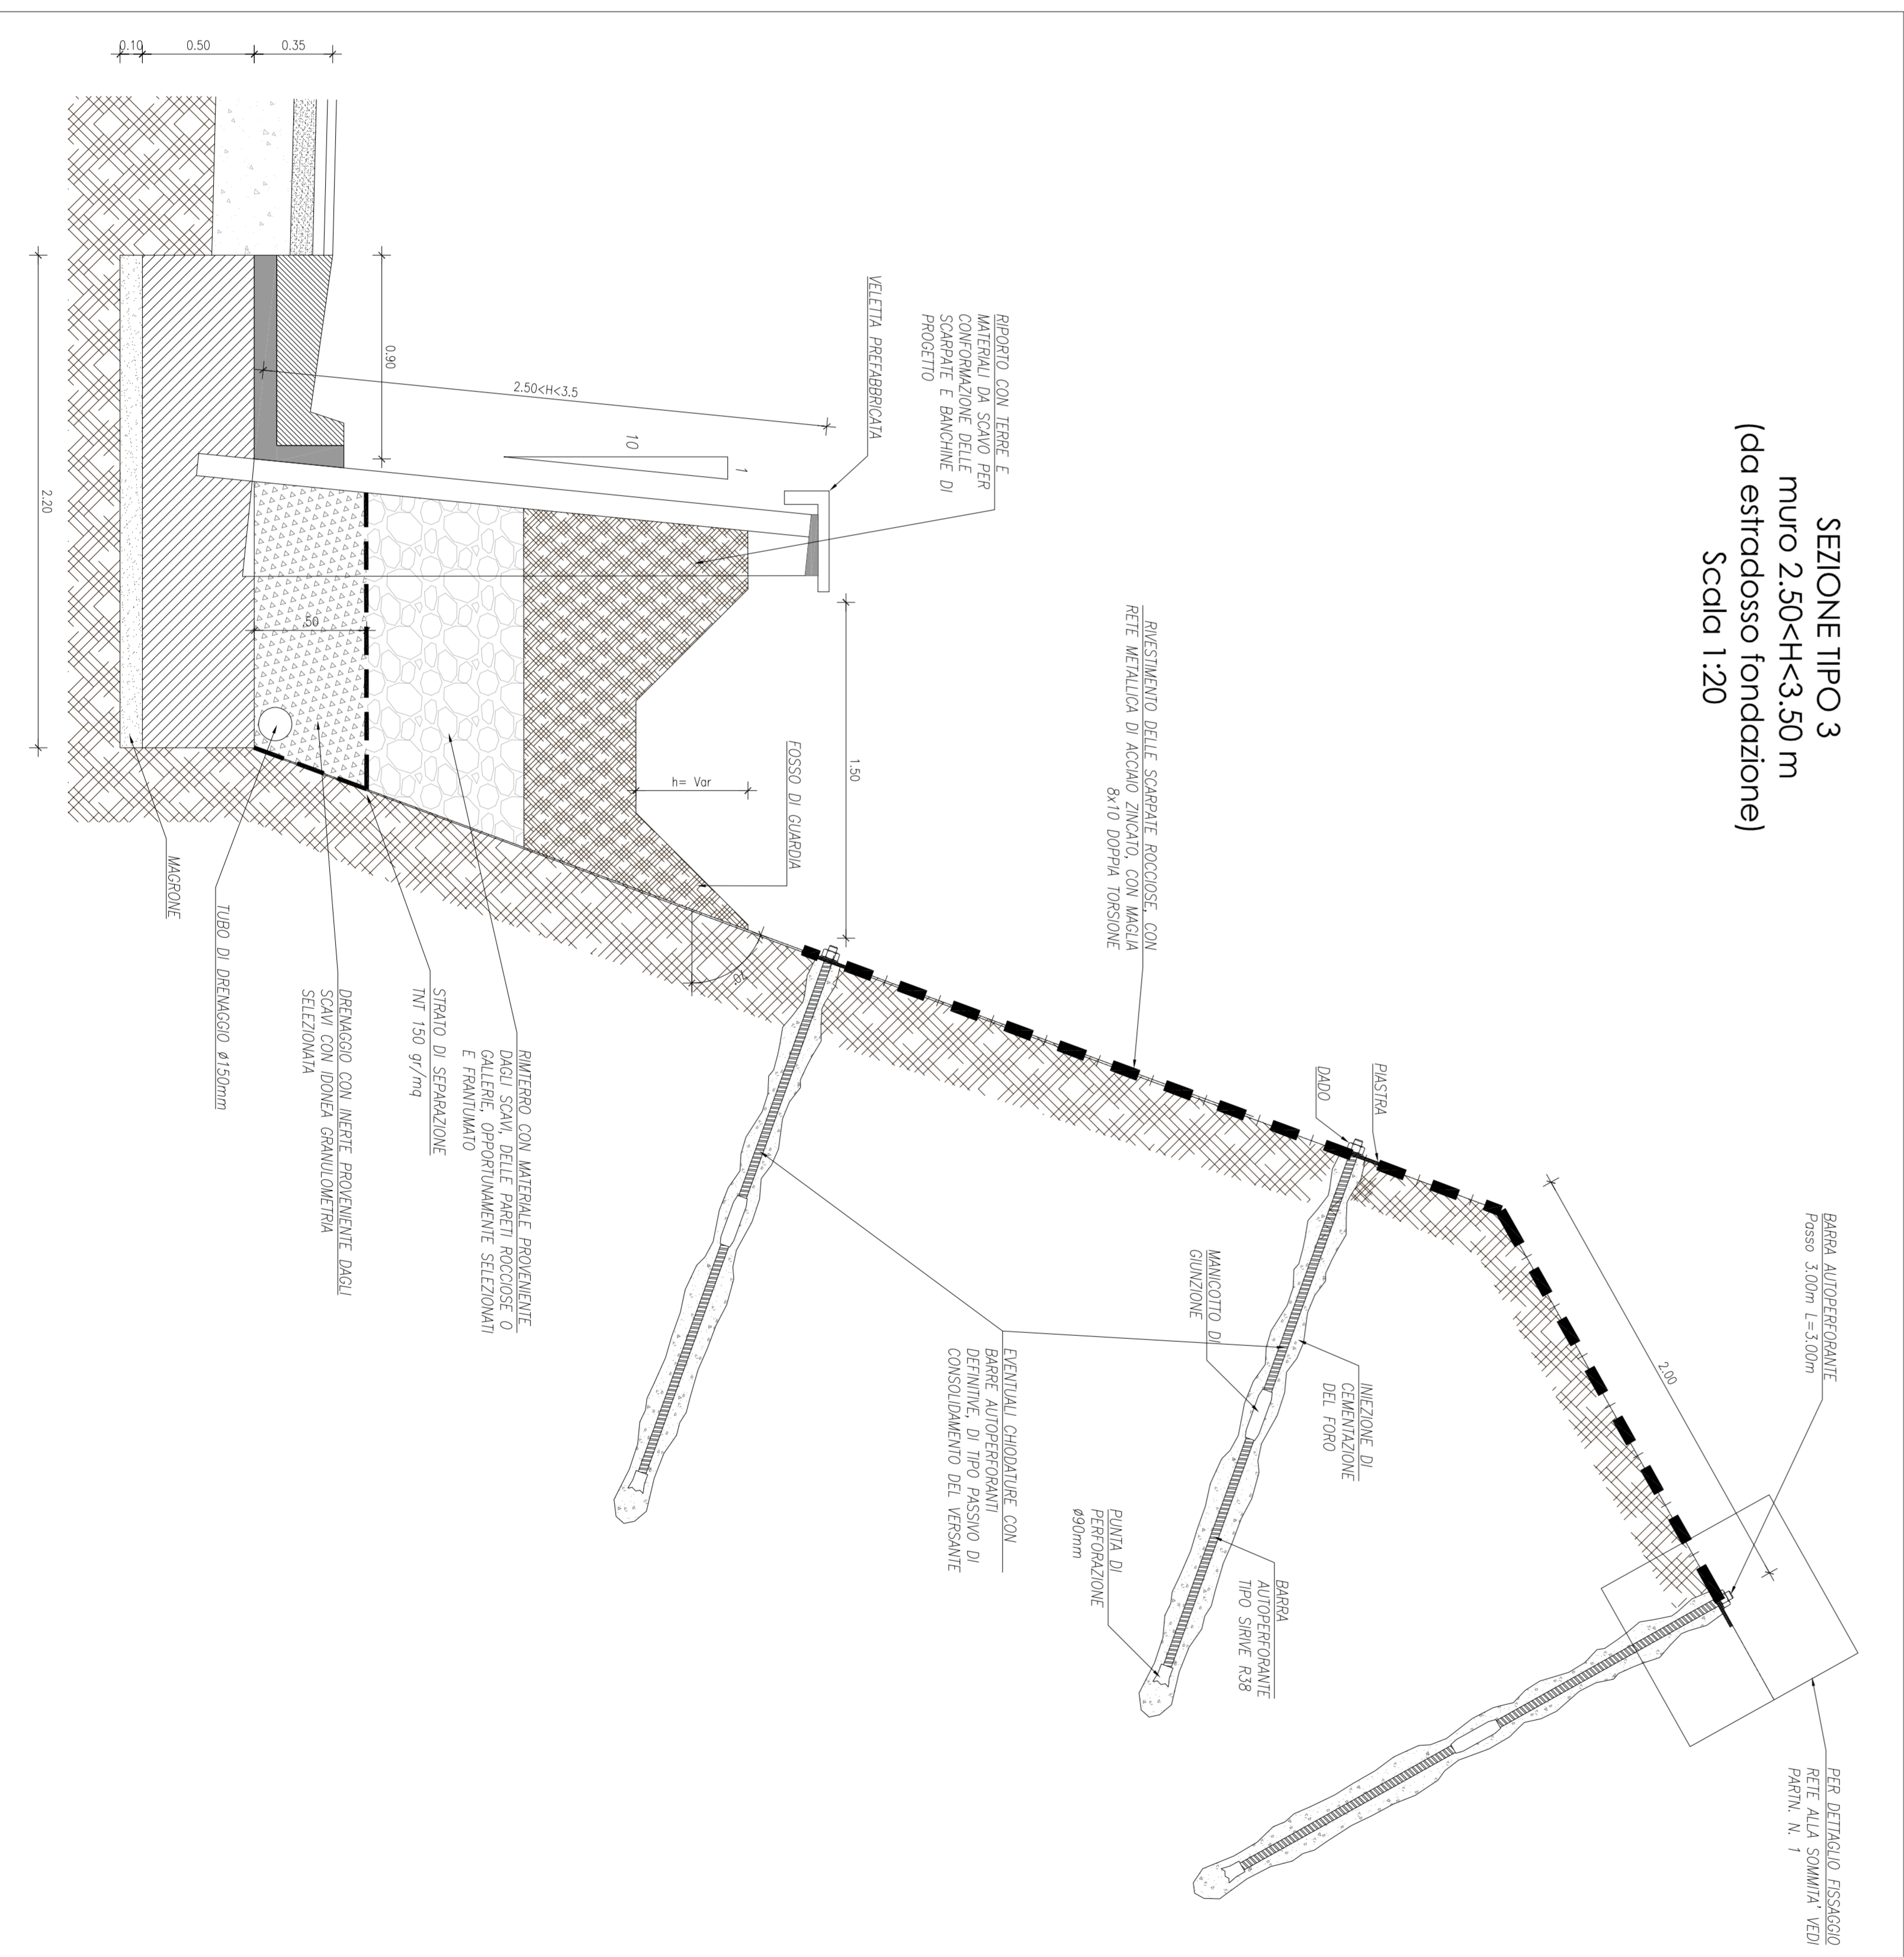 SEZIONE TIPO 3
muro 2.50<H<3.50 m
(da estradosso fondazione)
Scala 1:20
BARRA AUTOPERFORANTE
Passo 3.00m L=3.00m
PER DETTAGLIO FISSAGGIO
RETE ALLA SOMMITA' VEDI
PARTN. N. 1
2.00
PIASTRA
DADO
INIEZIONE DI
CEMENTAZIONE
DEL FORO
MANICOTTO DI
GIUNZIONE
BARRA
AUTOPERFORANTE
TIPO SIRIVE R38
PUNTA DI
PERFORAZIONE
ø90mm
RIVESTIMENTO DELLE SCARPATE ROCCIOSE, CON
RETE METALLICA DI ACCIAIO ZINCATO, CON MAGLIA
8x10 DOPPIA TORSIONE
EVENTUALI CHIODATURE CON
BARRE AUTOPERFORANTI
DEFINITIVE, DI TIPO PASSIVO DI
CONSOLIDAMENTO DEL VERSANTE
RIPORTO CON TERRE E
MATERIALI DA SCAVO PER
CONFORMAZIONE DELLE
SCARPATE E BANCHINE DI
PROGETTO
VELETTA PREFABBRICATA
1.50
FOSSO DI GUARDIA
h= Var
10
1
2.50<H<3.5
0.90
.50
RIMTERRO CON MATERIALE PROVENIENTE
DAGLI SCAVI, DELLE PARETI ROCCIOSE O
GALLERIE, OPPORTUNAMENTE SELEZIONATI
E FRANTUMATO
STRATO DI SEPARAZIONE
TNT 150 gr/mq
DRENAGGIO CON INERTE PROVENIENTE DAGLI
SCAVI CON IDONEA GRANULOMETRIA
SELEZIONATA
TUBO DI DRENAGGIO ø150mm
MAGRONE
0.35
0.50
0.10
2.20